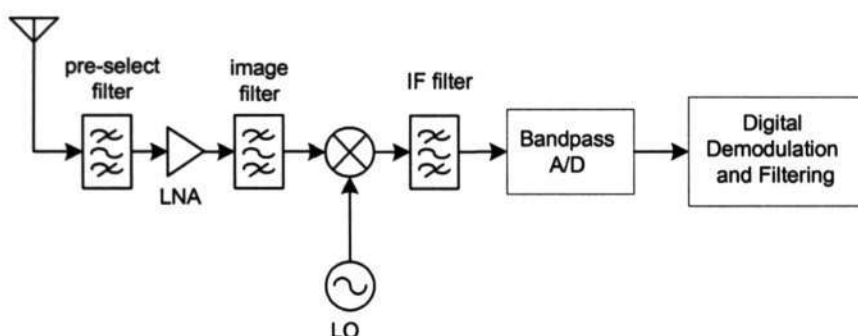 pre-select
filter
LNA
image
filter
LO
IF filter
Bandpass
A/D
Digital
Demodulation
and Filtering